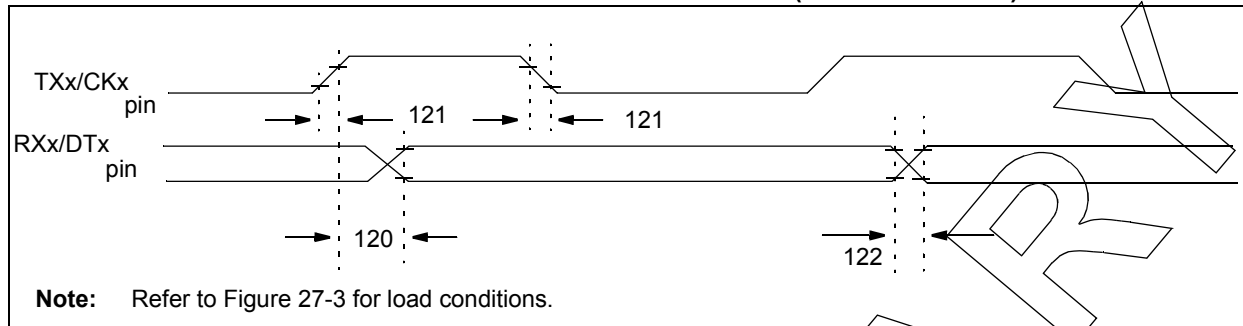 TXx/CKx
pin
121
121
RXx/DTx
pin
120
122
Note: Refer to Figure 27-3 for load conditions.